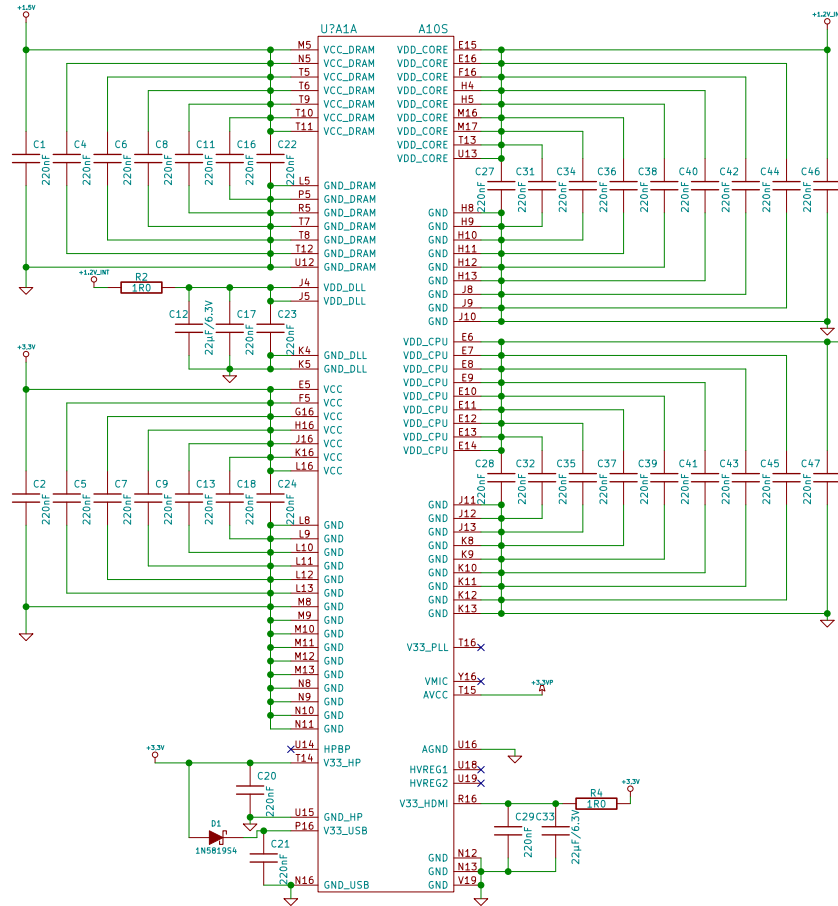 +1.5V
+1.2V_IN
U?A1A A10S
M5 VCC_DRAM VDD_CORE E15
N5 VCC_DRAM VDD_CORE E16
T5 VCC_DRAM VDD_CORE F16
T6 VCC_DRAM VDD_CORE H4
T9 VCC_DRAM VDD_CORE H5
T10 VCC_DRAM VDD_CORE M16
T11 VCC_DRAM VDD_CORE M17
VDD_CORE T13
VDD_CORE U13
C1 C4 C6 C8 C11 C16 C22
220nF 220nF 220nF 220nF 220nF 220nF 220nF
C27 C31 C34 C36 C38 C40 C42 C44 C46
220nF 220nF 220nF 220nF 220nF 220nF 220nF 220nF 220nF
L5 GND_DRAM
P5 GND_DRAM
R5 GND_DRAM GND H8
T7 GND_DRAM GND H9
T8 GND_DRAM GND H10
T12 GND_DRAM GND H11
U12 GND_DRAM GND H12
+1.2V_INT
R2
1R0
GND H13
J4 VDD_DLL GND J8
J5 VDD_DLL GND J9
GND J10
C12 C17 C23
22µF/6.3V 220nF 220nF
+3.3V
VDD_CPU E6
K4 GND_DLL VDD_CPU E7
K5 GND_DLL VDD_CPU E8
E5 VCC VDD_CPU E9
F5 VCC VDD_CPU E10
G16 VCC VDD_CPU E11
H16 VCC VDD_CPU E12
J16 VCC VDD_CPU E13
K16 VCC VDD_CPU E14
L16 VCC
C2 C5 C7 C9 C13 C18 C24
220nF 220nF 220nF 220nF 220nF 220nF 220nF
C28 C32 C35 C37 C39 C41 C43 C45 C47
220nF 220nF 220nF 220nF 220nF 220nF 220nF 220nF 220nF
GND J11
L8 GND GND J12
L9 GND GND J13
L10 GND GND K8
L11 GND GND K9
L12 GND GND K10
L13 GND GND K11
M8 GND GND K12
M9 GND GND K13
M10 GND
M11 GND V33_PLL T16
M12 GND
M13 GND VMIC Y16
N8 GND AVCC T15
+3.3VP
N9 GND
N10 GND
N11 GND
U14 HPBP AGND U16
+3.3V
T14 V33_HP HVREG1 U18
HVREG2 U19
C20
220nF
V33_HDMI R16
R4
1R0
+3.3V
U15 GND_HP
P16 V33_USB
D1
1N5819S4
C29 C33
220nF 22µF/6.3V
C21
220nF
GND N12
GND N13
N16 GND_USB GND V19